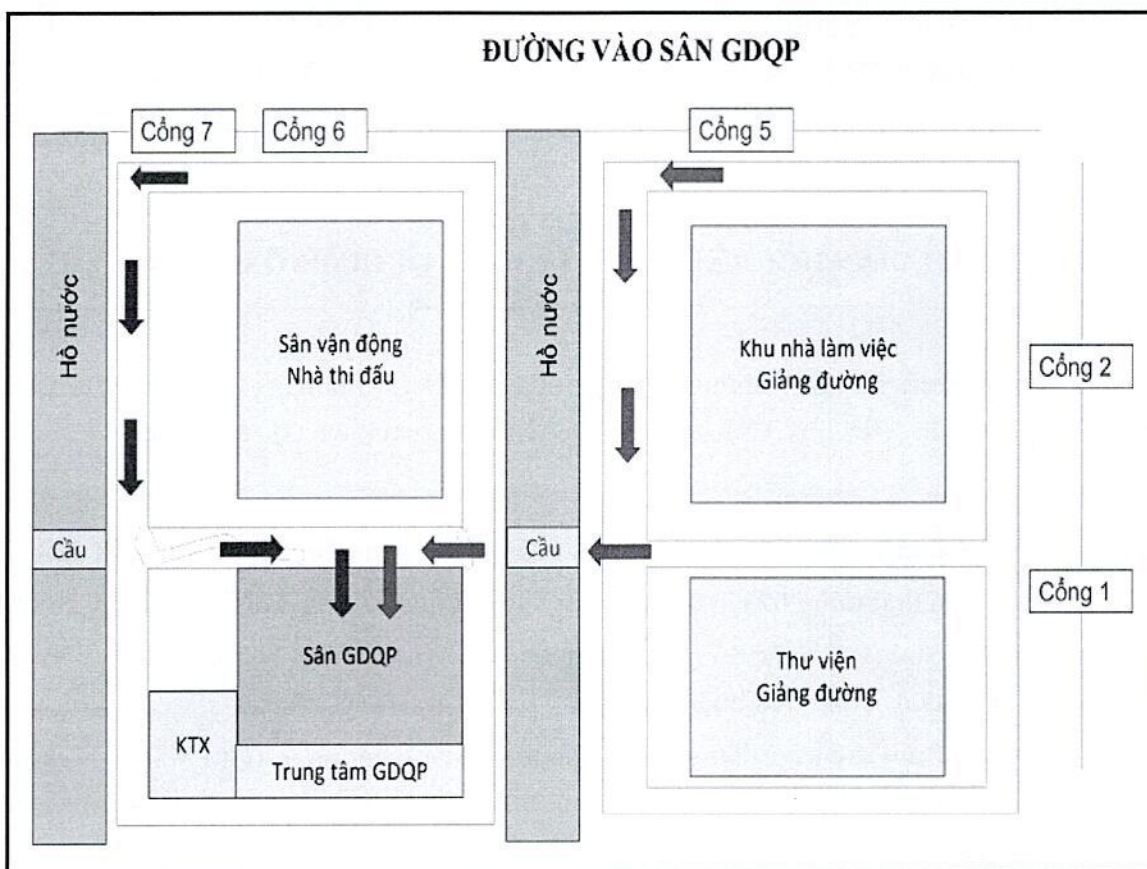 ĐƯỜNG VÀO SÂN GDQP
Cổng 7
Cổng 6
Cổng 5
Hồ nước
Sân vận động
Nhà thi đấu
Hồ nước
Khu nhà làm việc
Giảng đường
Cổng 2
Cầu
Cầu
Cổng 1
Sân GDQP
Thư viện
Giảng đường
KTX
Trung tâm GDQP